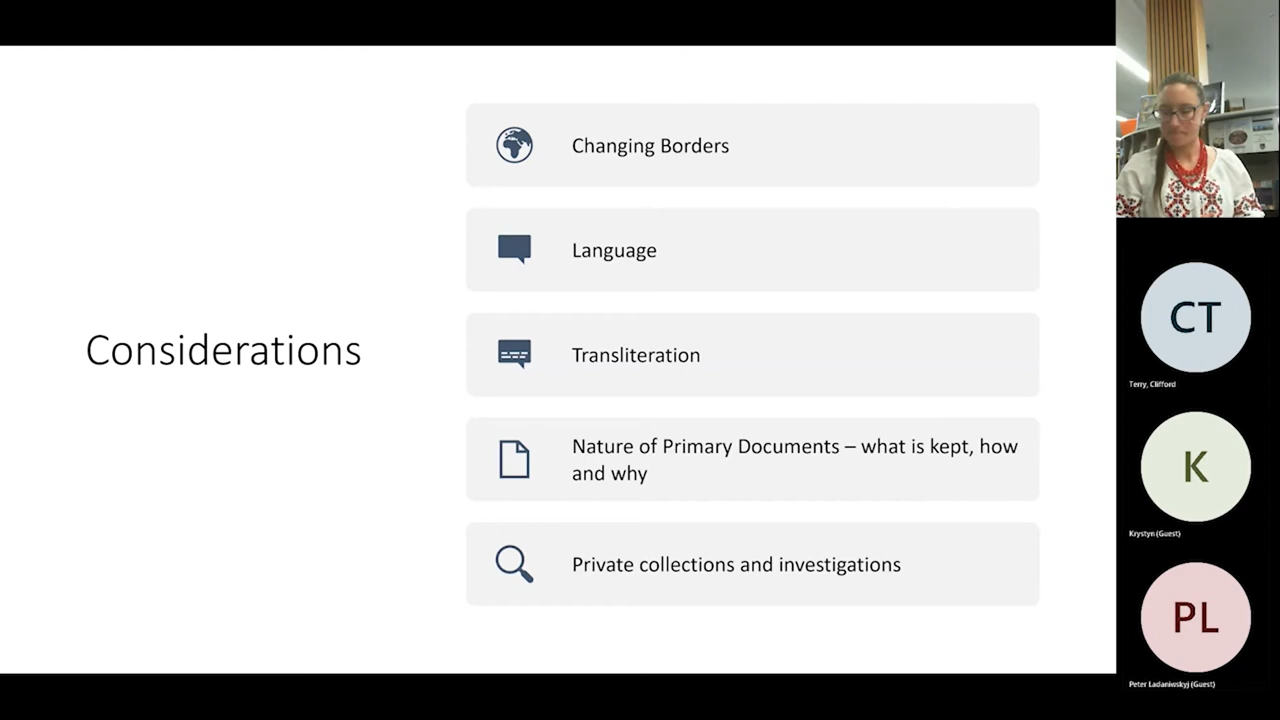 Considerations
Changing Borders
Language
Transliteration
Nature of Primary Documents – what is kept, how
and why
Private collections and investigations
CT
Terry, Clifford
K
Krystyn (Guest)
PL
Peter Ladaniwskyj (Guest)